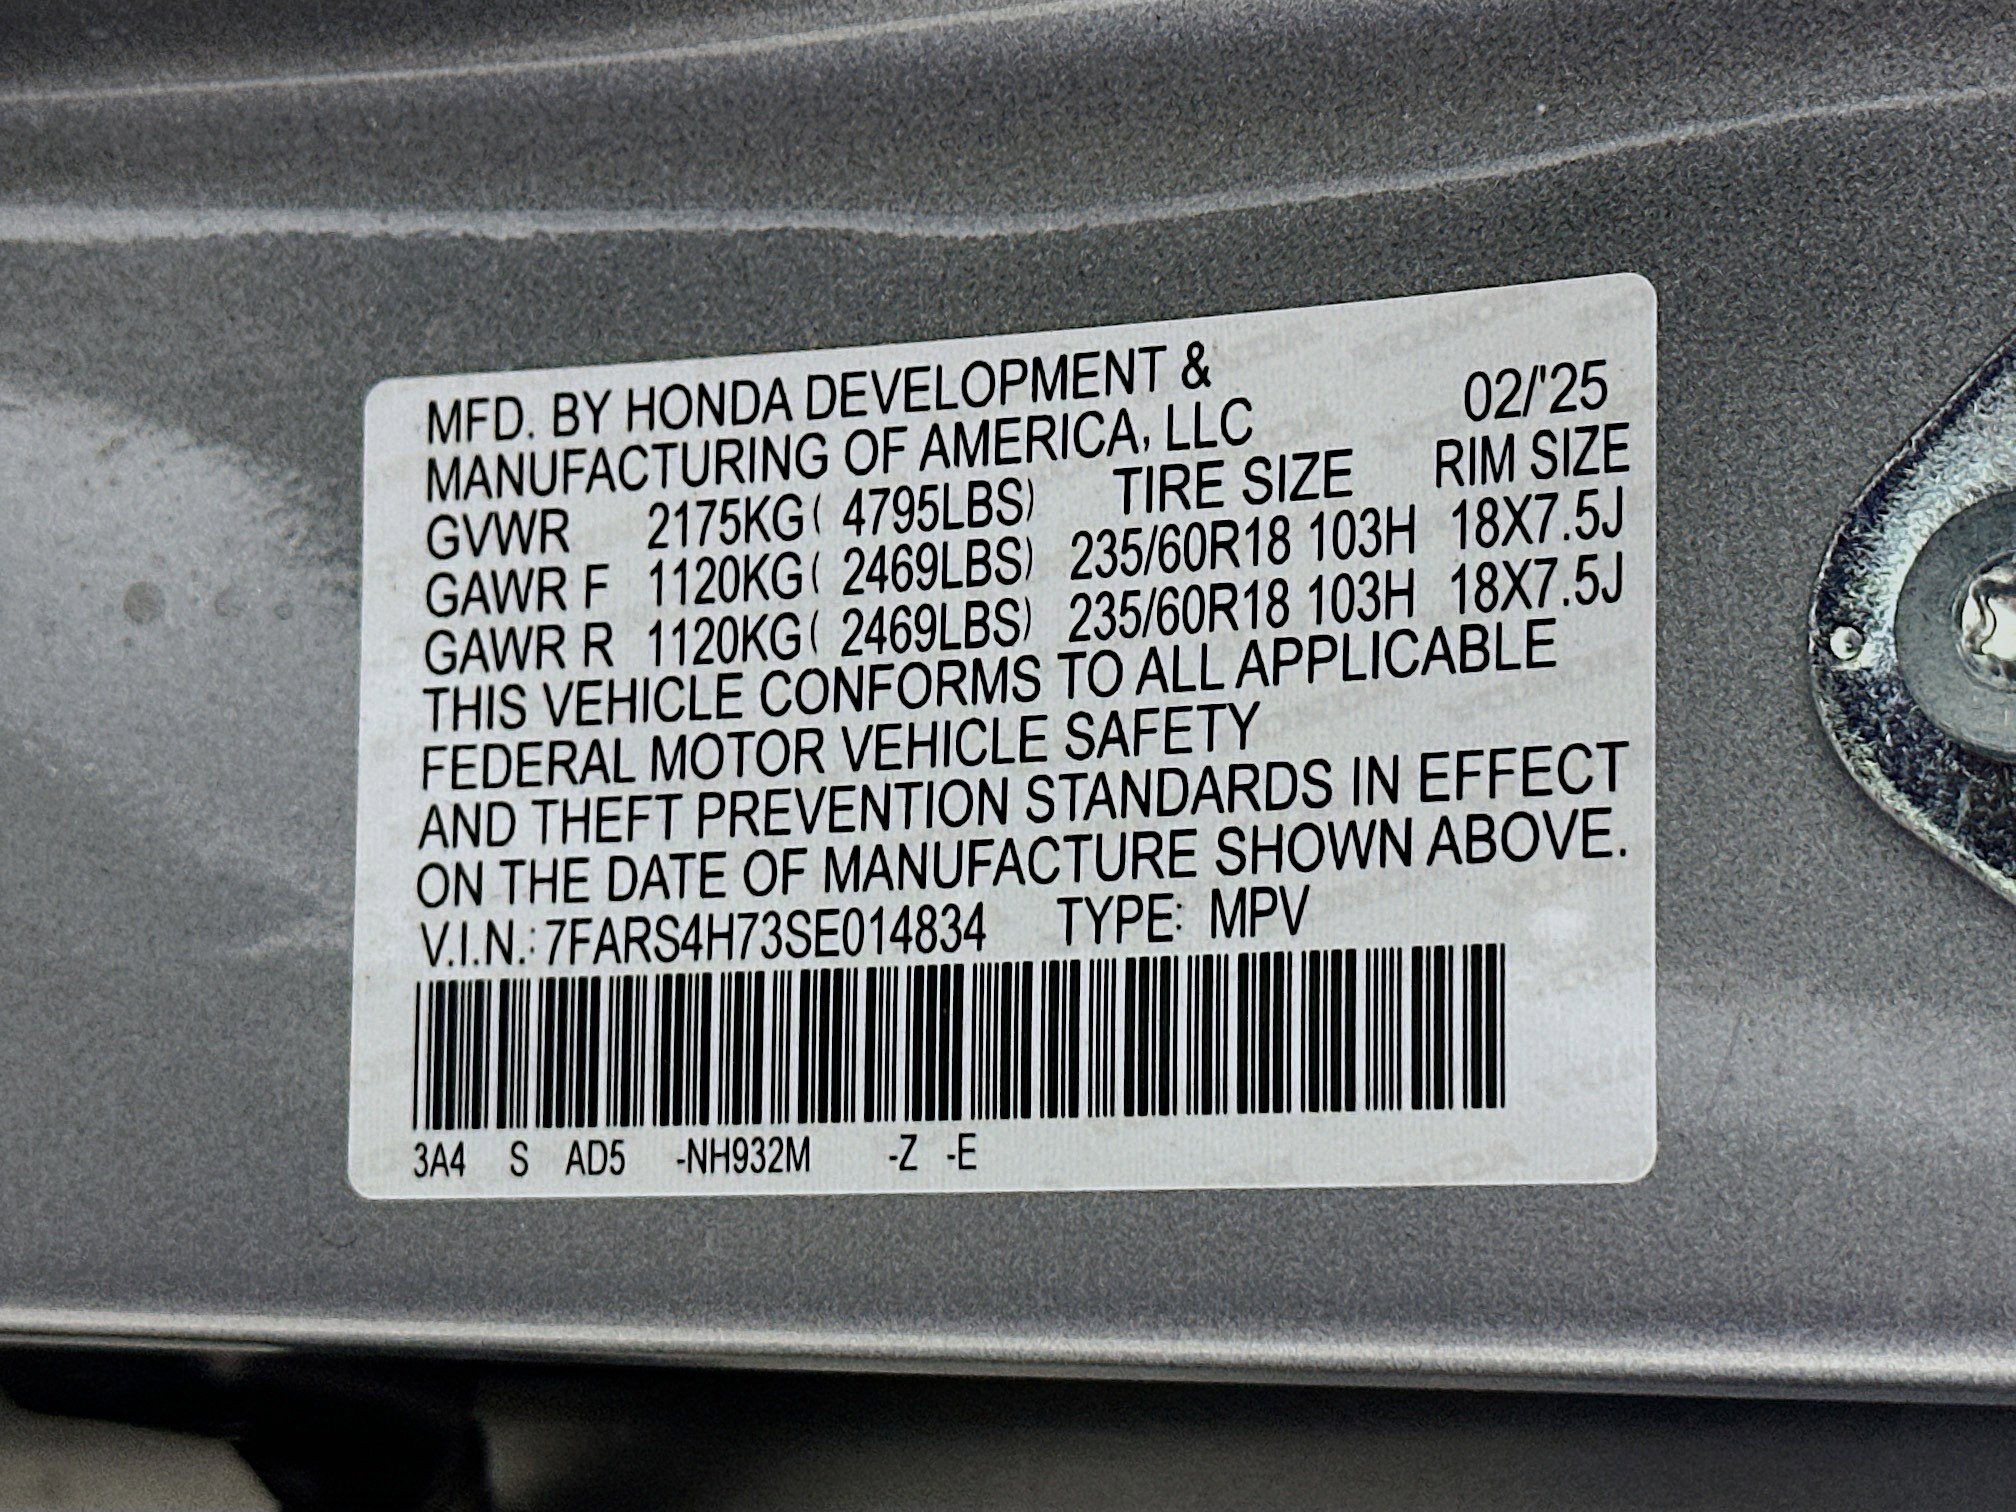 MFD. BY HONDA DEVELOPMENT & 02/'25
MANUFACTURING OF AMERICA, LLC
TIRE SIZE RIM SIZE
GVWR 2175KG( 4795LBS)
GAWR F 1120KG( 2469LBS) 235/60R18 103H 18X7.5J
GAWR R 1120KG( 2469LBS) 235/60R18 103H 18X7.5J
THIS VEHICLE CONFORMS TO ALL APPLICABLE
FEDERAL MOTOR VEHICLE SAFETY
AND THEFT PREVENTION STANDARDS IN EFFECT
ON THE DATE OF MANUFACTURE SHOWN ABOVE.
V.I.N.: 7FARS4H73SE014834 TYPE: MPV
3A4 S AD5 -NH932M -Z -E